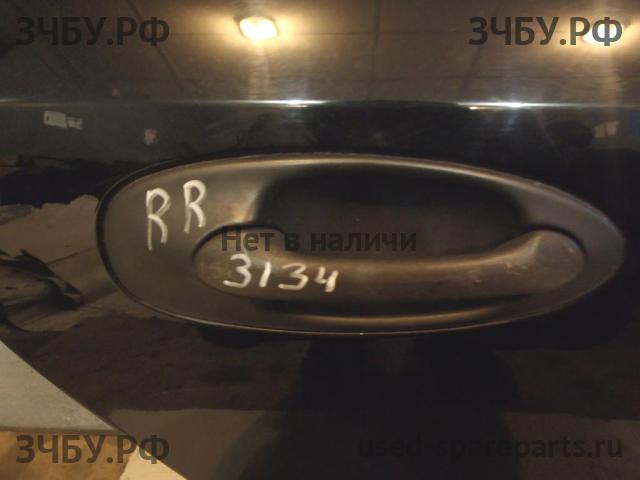 ЗЧБУ.РФ ЗЧБУ.РФ
RR
Нет в наличи
3134
ЗЧБУ.РФ used-spareparts.ru